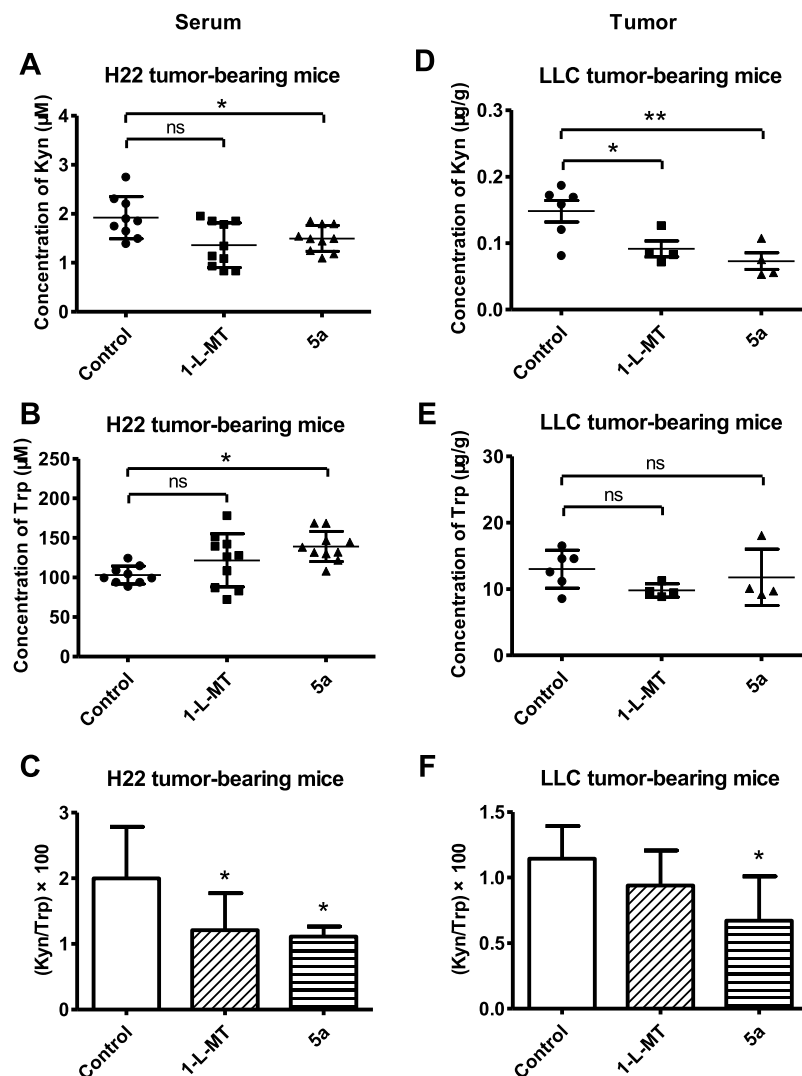 Serum
Tumor
A
H22 tumor-bearing mice
Concentration of Kyn (µM)
4
3
2
1
0
*
ns
Control
1-L-MT
5a
D
LLC tumor-bearing mice
Concentration of Kyn (µg/g)
0.3
0.2
0.1
0.0
**
*
Control
1-L-MT
5a
B
H22 tumor-bearing mice
Concentration of Trp (µM)
250
200
150
100
50
0
*
ns
Control
1-L-MT
5a
E
LLC tumor-bearing mice
Concentration of Trp (µg/g)
30
20
10
0
ns
ns
Control
1-L-MT
5a
C
H22 tumor-bearing mice
(Kyn/Trp) × 100
3
2
1
0
*
*
Control
1-L-MT
5a
F
LLC tumor-bearing mice
(Kyn/Trp) × 100
1.5
1.0
0.5
0.0
*
Control
1-L-MT
5a